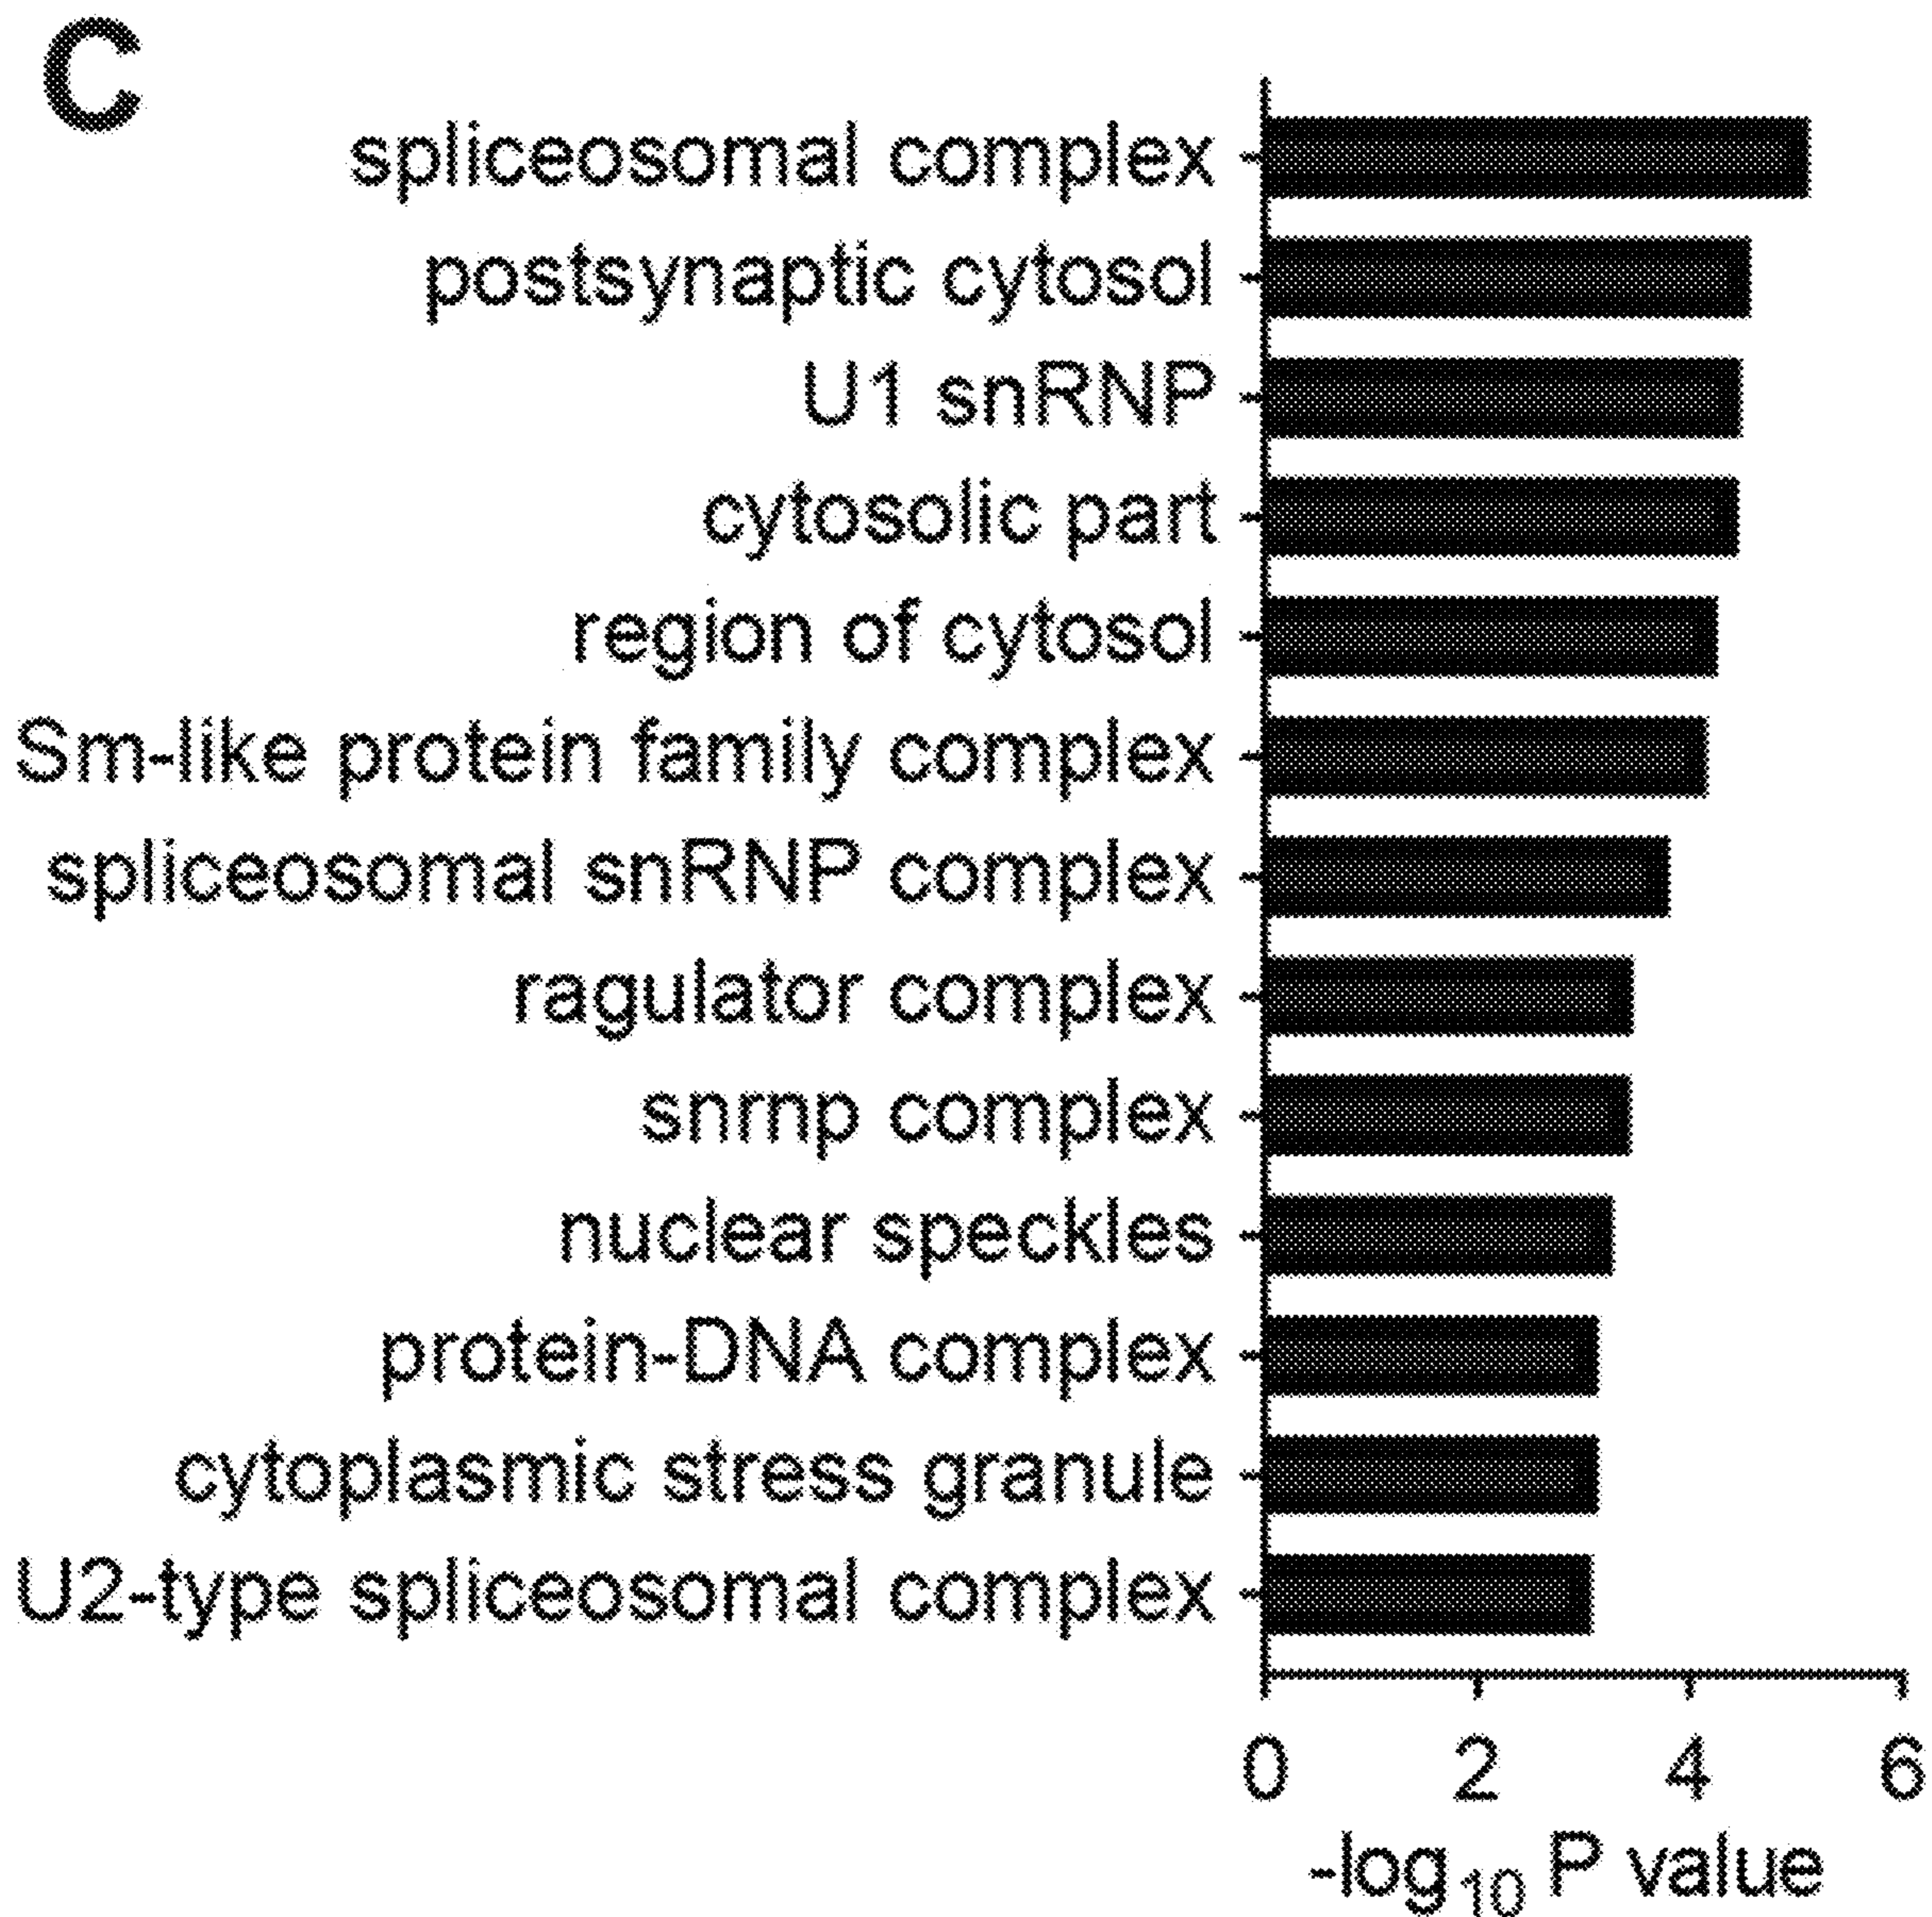 C
spliceosomal complex
postsynaptic cytosol
U1 snRNP
cytosolic part
region of cytosol
Sm-like protein family complex
spliceosomal snRNP complex
ragulator complex
snrnp complex
nuclear speckles
protein-DNA complex
cytoplasmic stress granule
U2-type spliceosomal complex
0 2 4 6
-log10 P value